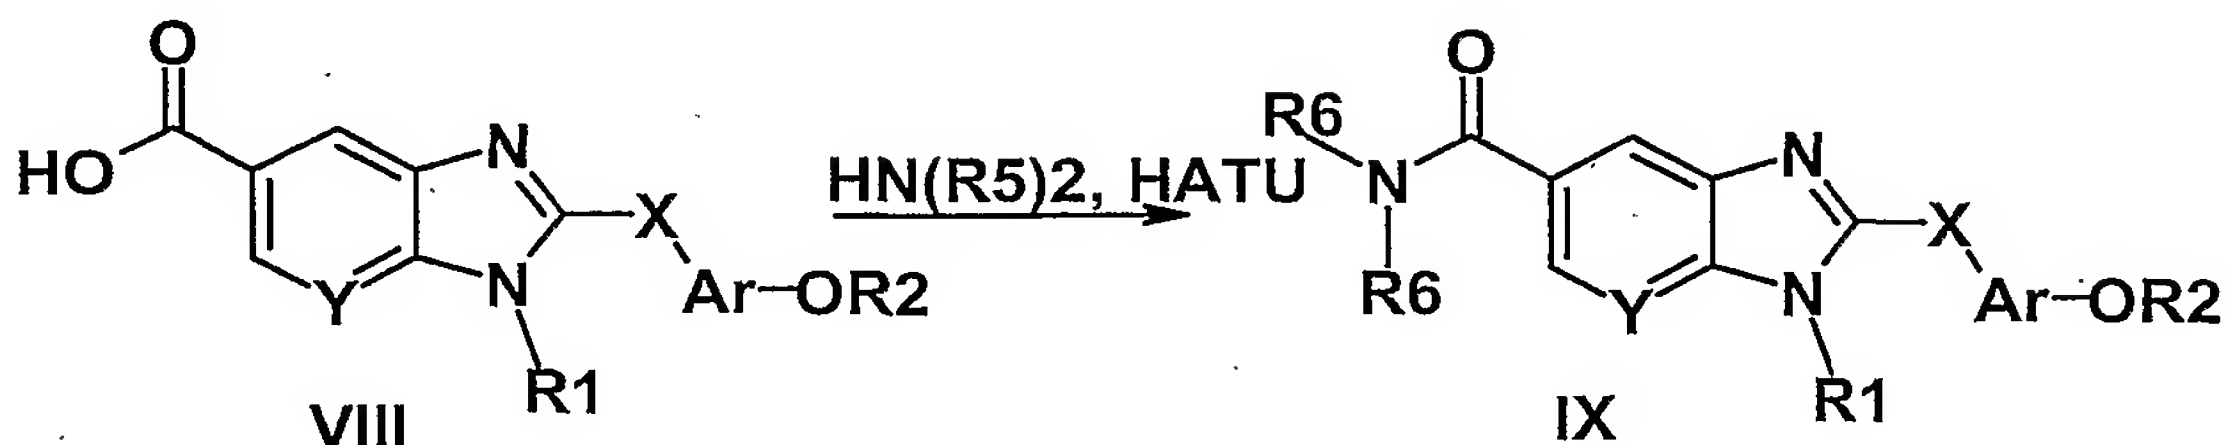 O
HO
N
N
Y
X
Ar-OR2
R1
VIII
HN(R5)2, HATU
O
R6
N
R6
N
N
Y
X
Ar-OR2
R1
IX